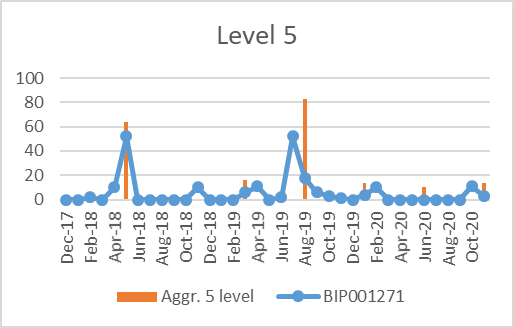 Level 5
100
80
60
40
20
0
Dec-17
Feb-18
Apr-18
Jun-18
Aug-18
Oct-18
Dec-18
Feb-19
Apr-19
Jun-19
Aug-19
Oct-19
Dec-19
Feb-20
Apr-20
Jun-20
Aug-20
Oct-20
Aggr. 5 level BIP001271